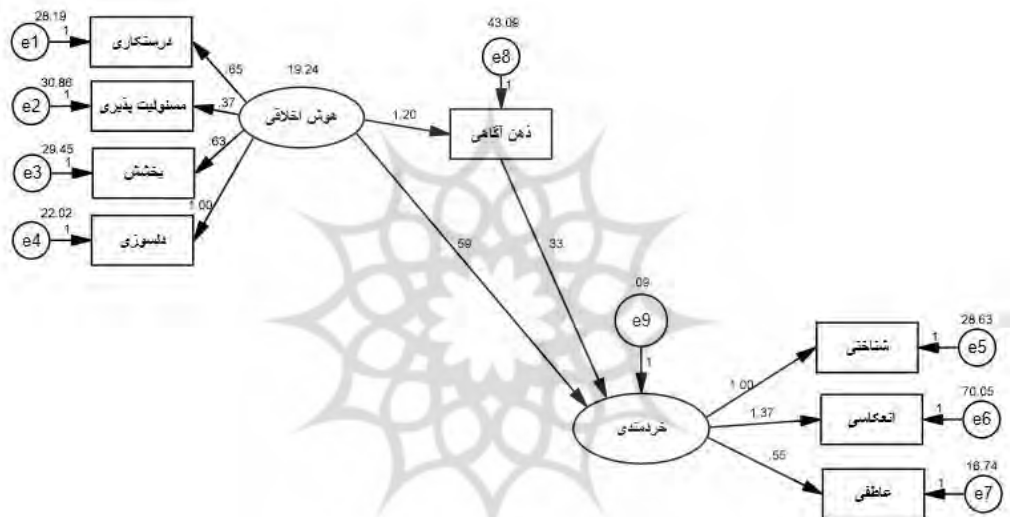 28.19
e1
1
درستکاری
.65
30.86
e2
1
مسئولیت پذیری
.37
29.45
e3
1
بخشش
.63
22.02
e4
1
دلسوزی
1.00
19.24
هوش اخلاقی
1.20
43.09
e8
1
ذهن آگاهی
.59
.33
.09
e9
1
خردمندی
1.00
شناختی
1
28.63
e5
1.37
انعکاسی
1
70.05
e6
.55
عاطفی
1
16.74
e7